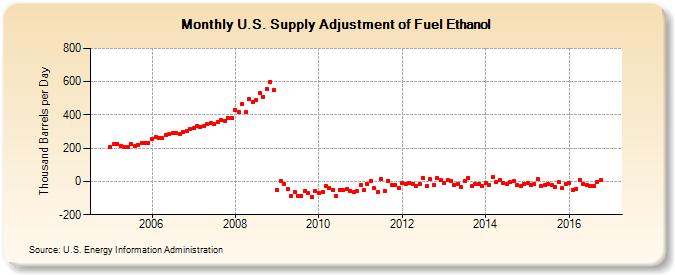 Monthly U.S. Supply Adjustment of Fuel Ethanol
Thousand Barrels per Day
800
600
400
200
0
-200
2006 2008 2010 2012 2014 2016
Source: U.S. Energy Information Administration